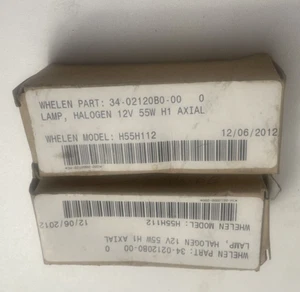 WHELEN PART: 34-0212080-00 0
LAMP, HALOGEN 12V 55W H1 AXIAL
WHELEN MODEL: H55H112
12/06/2012
WHELEN PART: 34-0212080-00 0
LAMP, HALOGEN 12V 55W H1 AXIAL
WHELEN MODEL: H55H112
12/06/2012